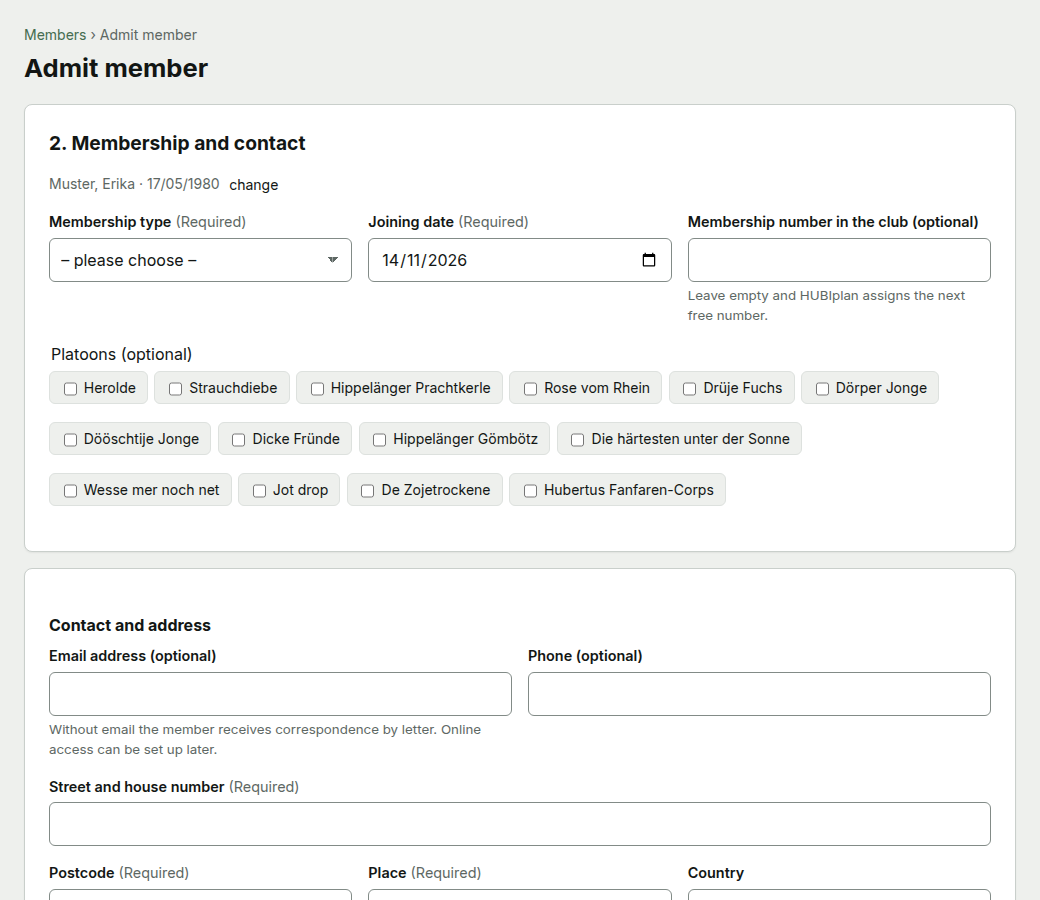 Members › Admit member
Admit member
2. Membership and contact
Muster, Erika · 17/05/1980 change
Membership type (Required) Joining date (Required) Membership number in the club (optional)
– please choose – 14/11/2026
Leave empty and HUBIplan assigns the next
free number.
Platoons (optional)
Herolde Strauchdiebe Hippelänger Prachtkerle Rose vom Rhein Drüje Fuchs Dörper Jonge
Dööschtije Jonge Dicke Fründe Hippelänger Gömbötz Die härtesten unter der Sonne
Wesse mer noch net Jot drop De Zojetrockene Hubertus Fanfaren-Corps
Contact and address
Email address (optional) Phone (optional)
Without email the member receives correspondence by letter. Online
access can be set up later.
Street and house number (Required)
Postcode (Required) Place (Required) Country